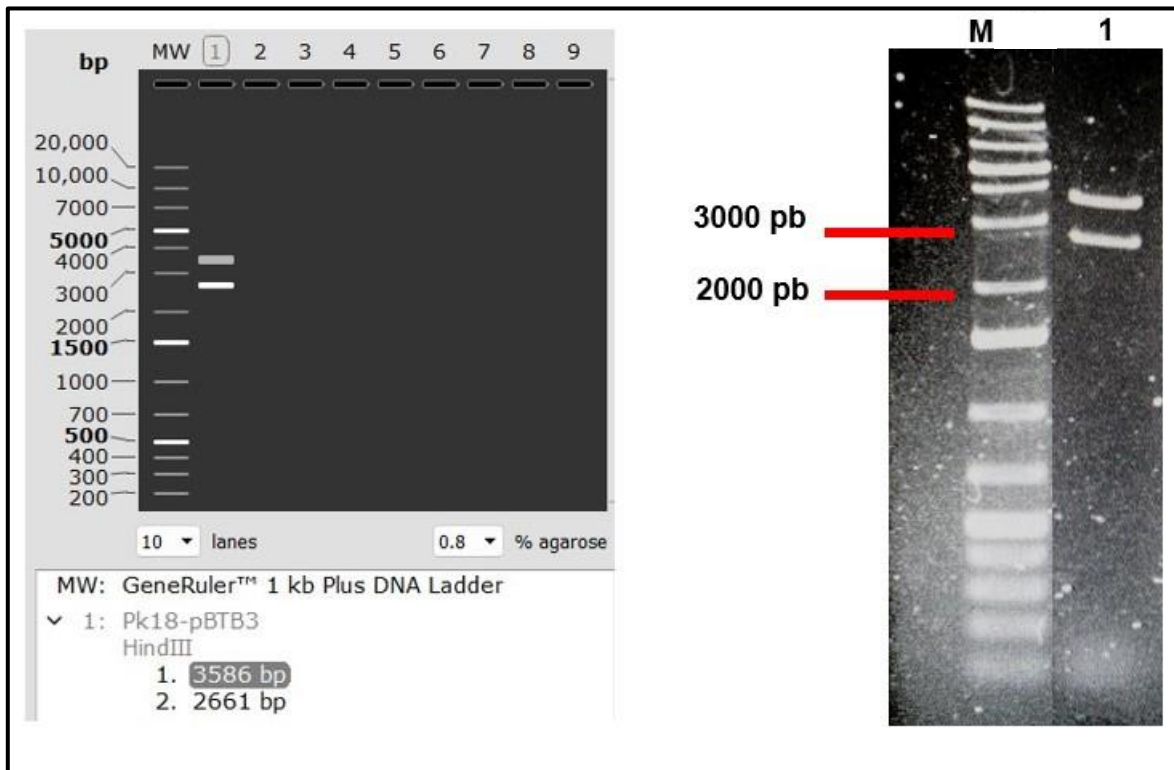 bp
MW 1 2 3 4 5 6 7 8 9
20,000
10,000
7000
5000
4000
3000
2000
1500
1000
700
500
400
300
200
10 lanes
0.8 % agarose
MW: GeneRuler™ 1 kb Plus DNA Ladder
1: Pk18-pBTB3
HindIII
1. 3586 bp
2. 2661 bp
M 1
3000 pb
2000 pb